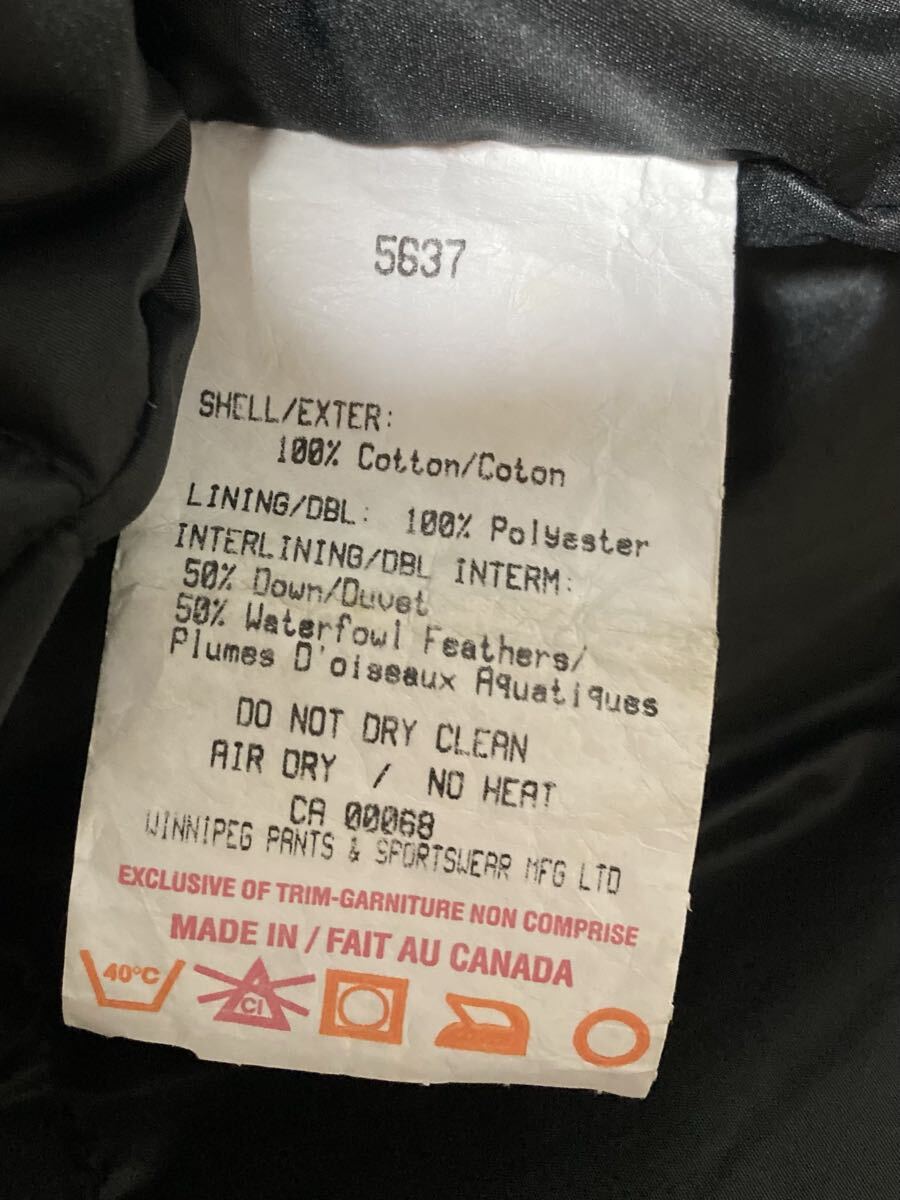 5637
SHELL/EXTER:
100% Cotton/Coton
LINING/DBL: 100% Polyester
INTERLINING/DBL INTERM:
50% Down/Duvet
50% Waterfowl Feathers/
Plumes D'oiseaux Aquatiques
DO NOT DRY CLEAN
AIR DRY / NO HEAT
CA 00068
WINNIPEG PANTS & SPORTSWEAR MFG LTD
EXCLUSIVE OF TRIM-GARNITURE NON COMPRISE
MADE IN / FAIT AU CANADA
40°C Cl